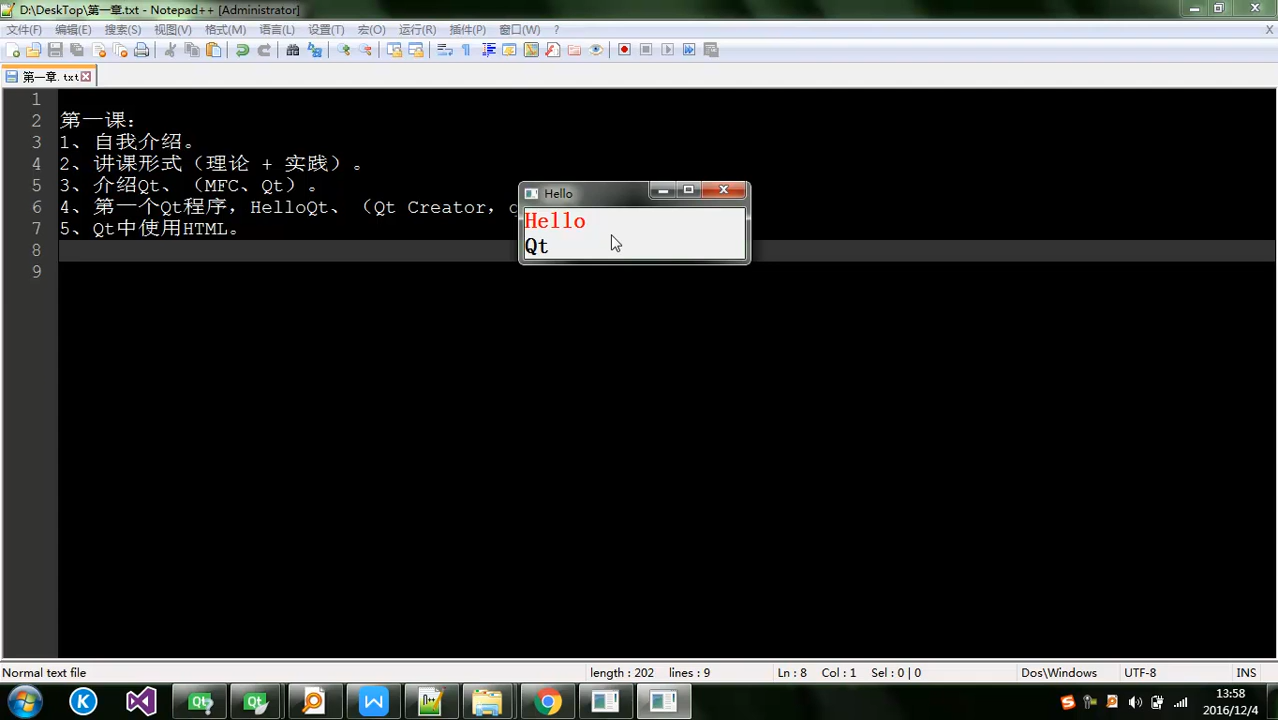 D:\DeskTop\第一章.txt - Notepad++ [Administrator]
文件(F) 编辑(E) 搜索(S) 视图(V) 格式(M) 语言(L) 设置(T) 宏(O) 运行(R) 插件(P) 窗口(W) ? X
第一章. txt
1
2 第一课:
3 1、自我介绍。
4 2、讲课形式（理论 + 实践）。
5 3、介绍Qt、（MFC、Qt）。
6 4、第一个Qt程序，HelloQt、（Qt Creator，
7 5、Qt中使用HTML。
8
9
Hello
Hello
Qt
Normal text file length : 202 lines : 9 Ln : 8 Col : 1 Sel : 0 | 0 Dos\Windows UTF-8 INS
13:58
2016/12/4